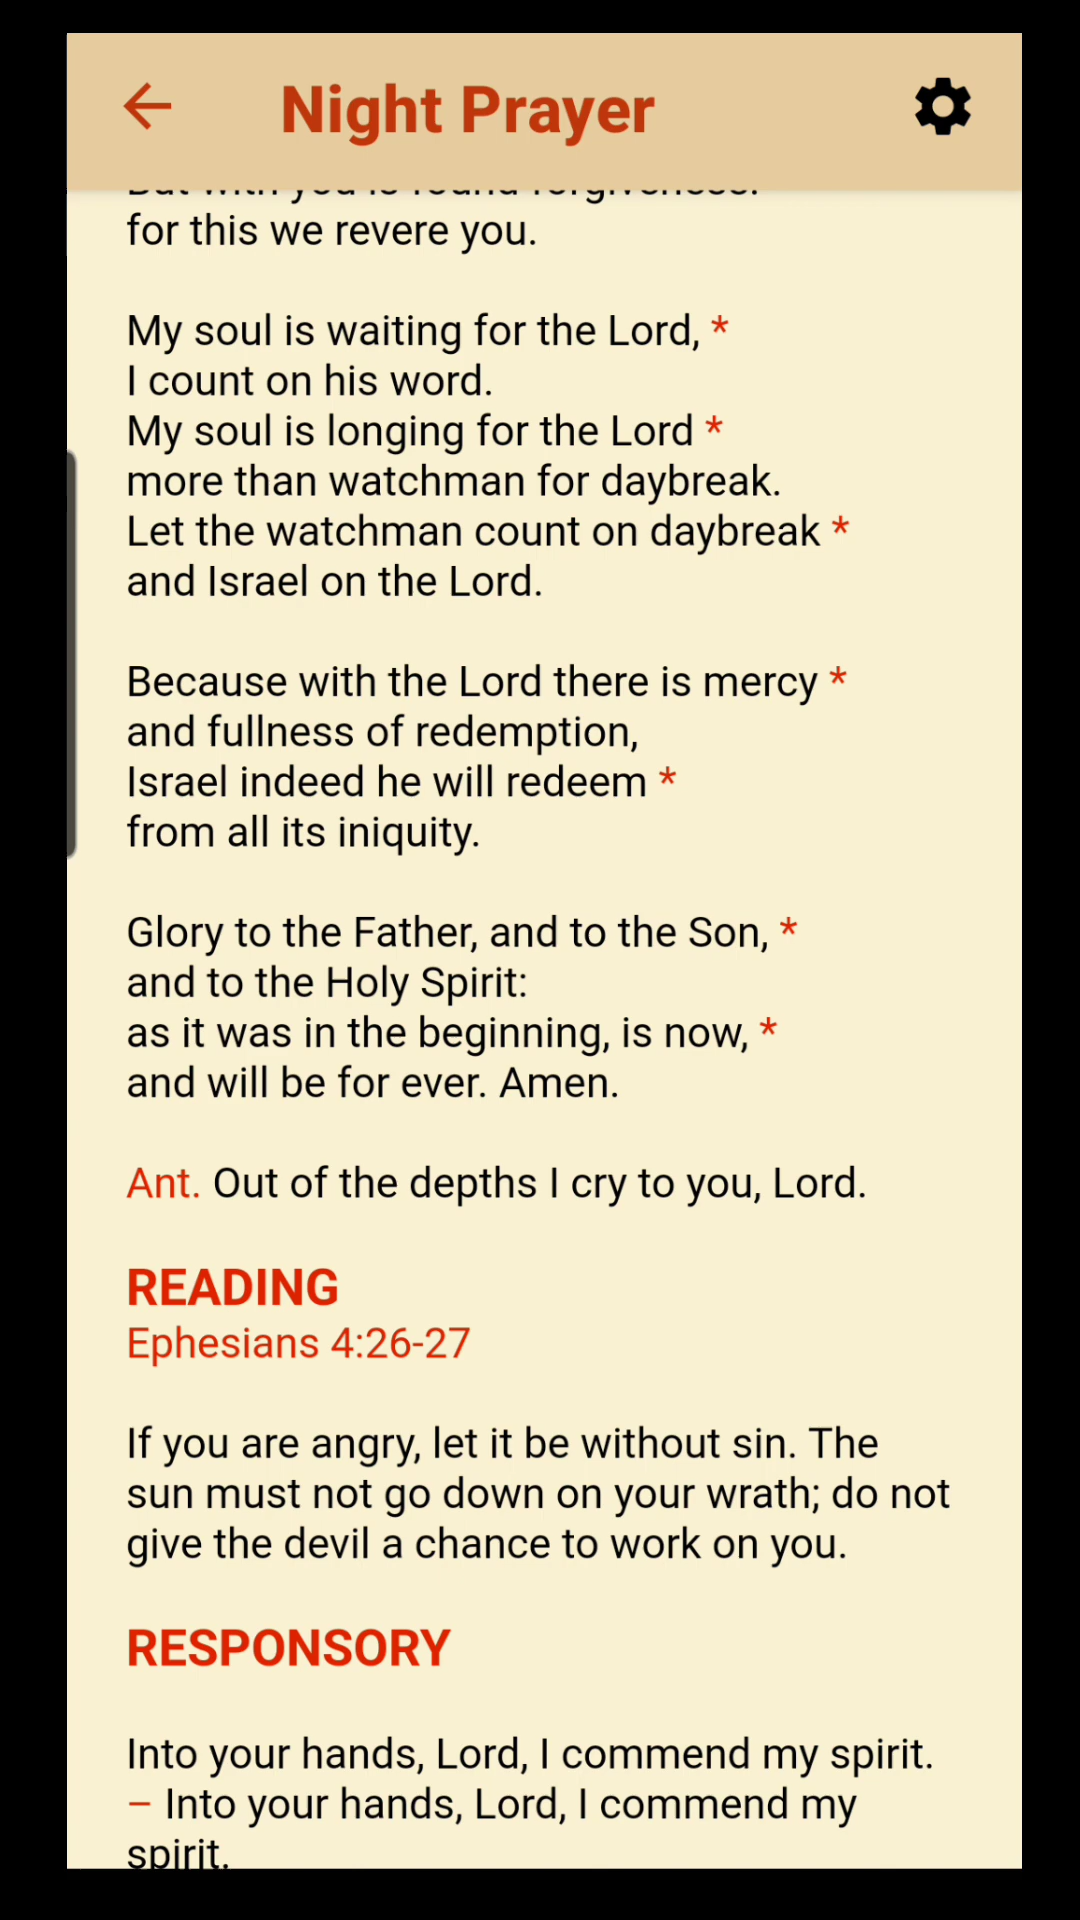 Night Prayer
But with you is found forgiveness:
for this we revere you.
My soul is waiting for the Lord, *
I count on his word.
My soul is longing for the Lord *
more than watchman for daybreak.
Let the watchman count on daybreak *
and Israel on the Lord.
Because with the Lord there is mercy *
and fullness of redemption,
Israel indeed he will redeem *
from all its iniquity.
Glory to the Father, and to the Son, *
and to the Holy Spirit:
as it was in the beginning, is now, *
and will be for ever. Amen.
Ant. Out of the depths I cry to you, Lord.
READING
Ephesians 4:26-27
If you are angry, let it be without sin. The
sun must not go down on your wrath; do not
give the devil a chance to work on you.
RESPONSORY
Into your hands, Lord, I commend my spirit.
– Into your hands, Lord, I commend my
spirit.